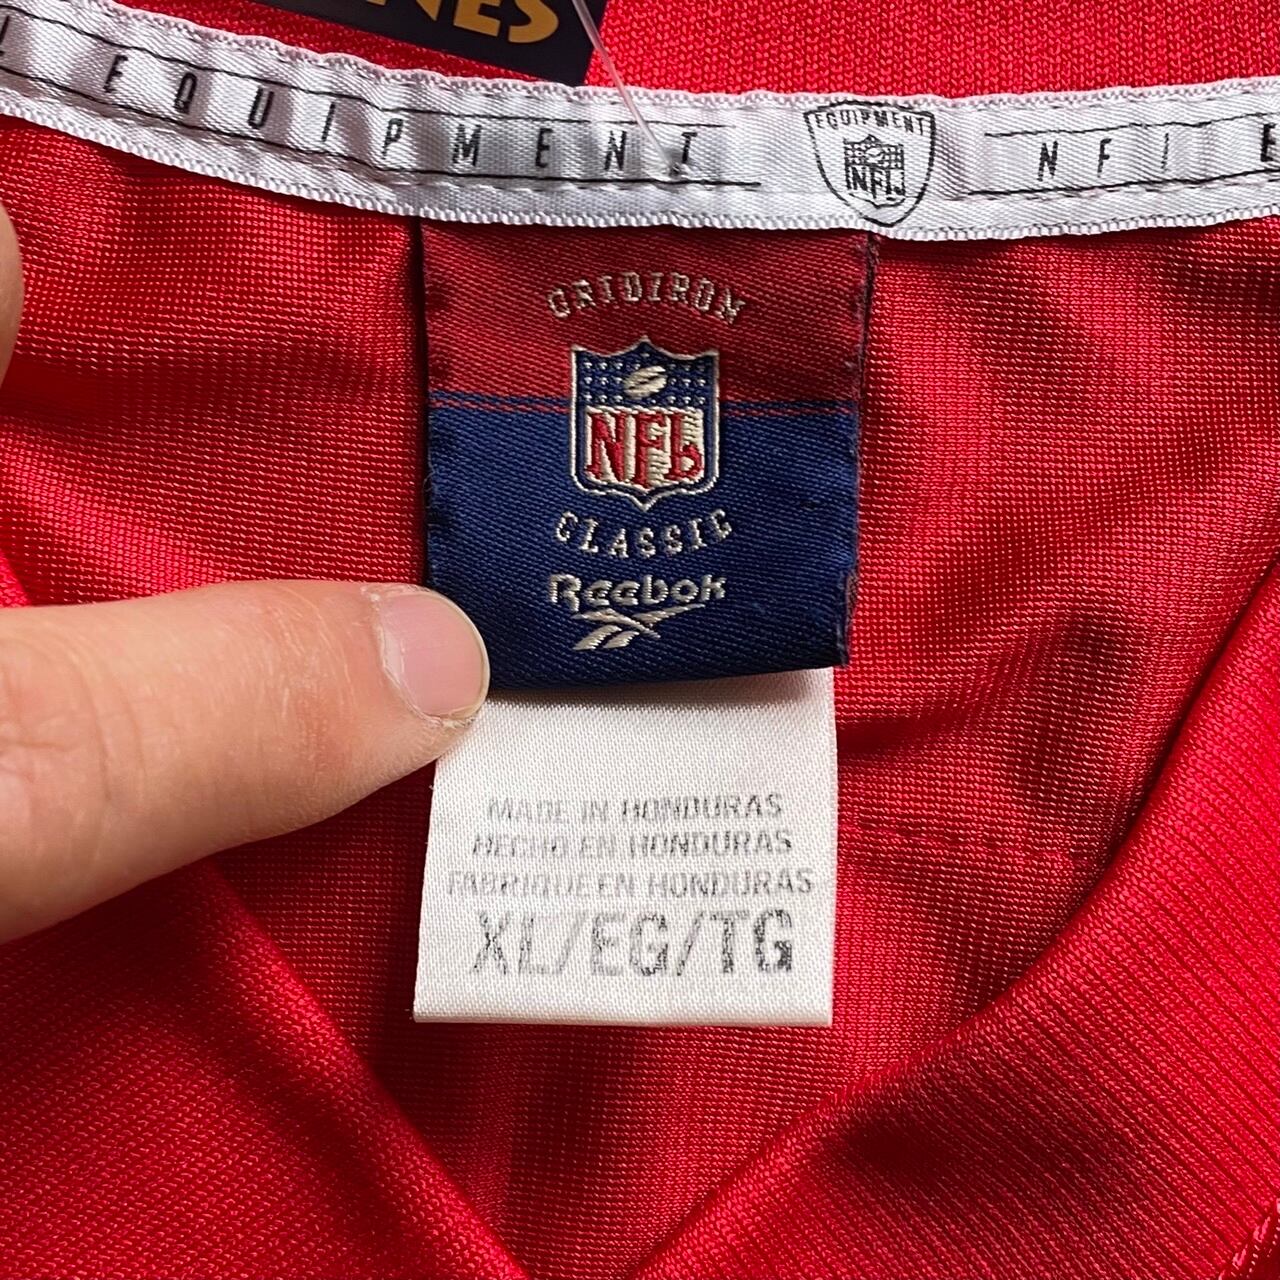 NES
EQUIPMENT
EQUIPMENT
NFL
NFL E
GRIDIRON
NFL
CLASSIC
Reebok
MADE IN HONDURAS
HECHO EN HONDURAS
FABRIQUE EN HONDURAS
XL/EG/TG